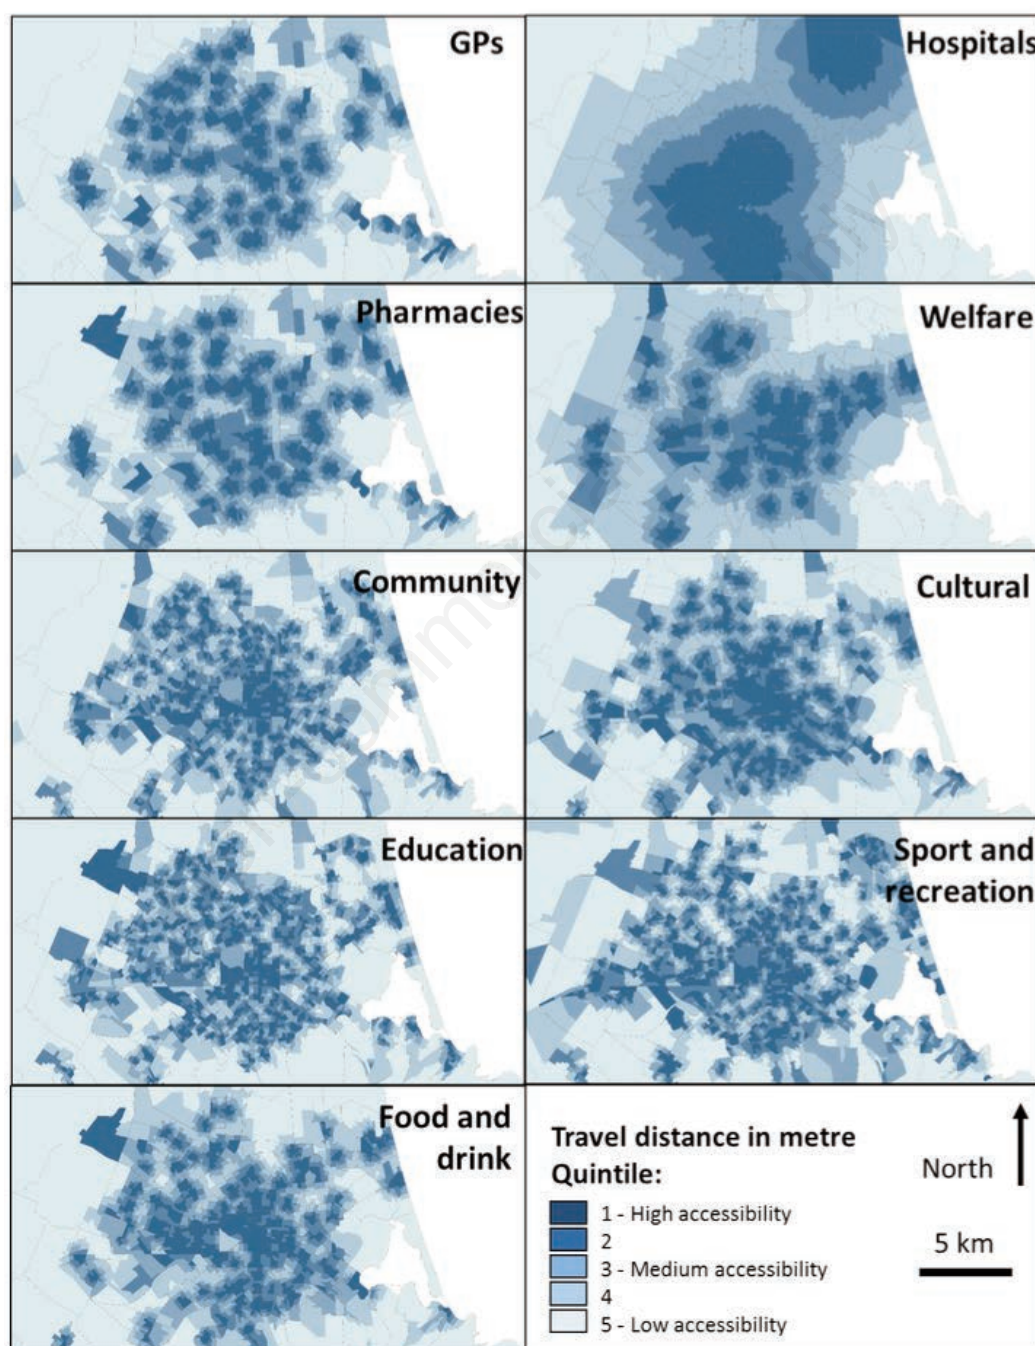 GPs
Hospitals
Pharmacies
Welfare
Community
Cultural
Education
Sport and
recreation
Food and
drink
Travel distance in metre
Quintile:
1 - High accessibility
2
3 - Medium accessibility
4
5 - Low accessibility
North
5 km